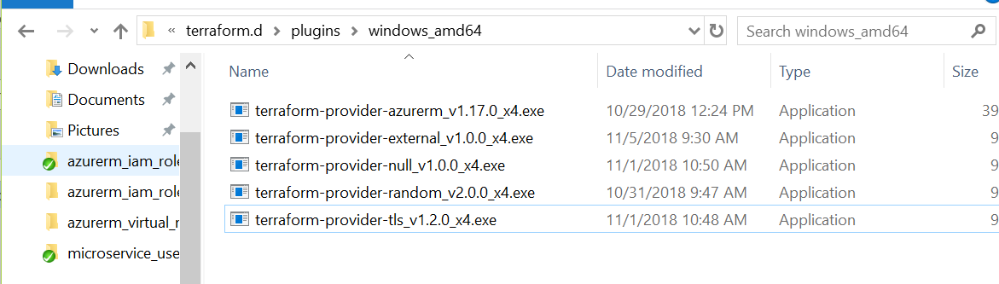 « terraform.d > plugins > windows_amd64
Search windows_amd64
Downloads
Documents
Pictures
azurerm_iam_role
azurerm_iam_role
azurerm_virtual_n
microservice_use
Name Date modified Type Size
terraform-provider-azurerm_v1.17.0_x4.exe 10/29/2018 12:24 PM Application 39
terraform-provider-external_v1.0.0_x4.exe 11/5/2018 9:30 AM Application 9
terraform-provider-null_v1.0.0_x4.exe 11/1/2018 10:50 AM Application 9
terraform-provider-random_v2.0.0_x4.exe 10/31/2018 9:47 AM Application 9
terraform-provider-tls_v1.2.0_x4.exe 11/1/2018 10:48 AM Application 9